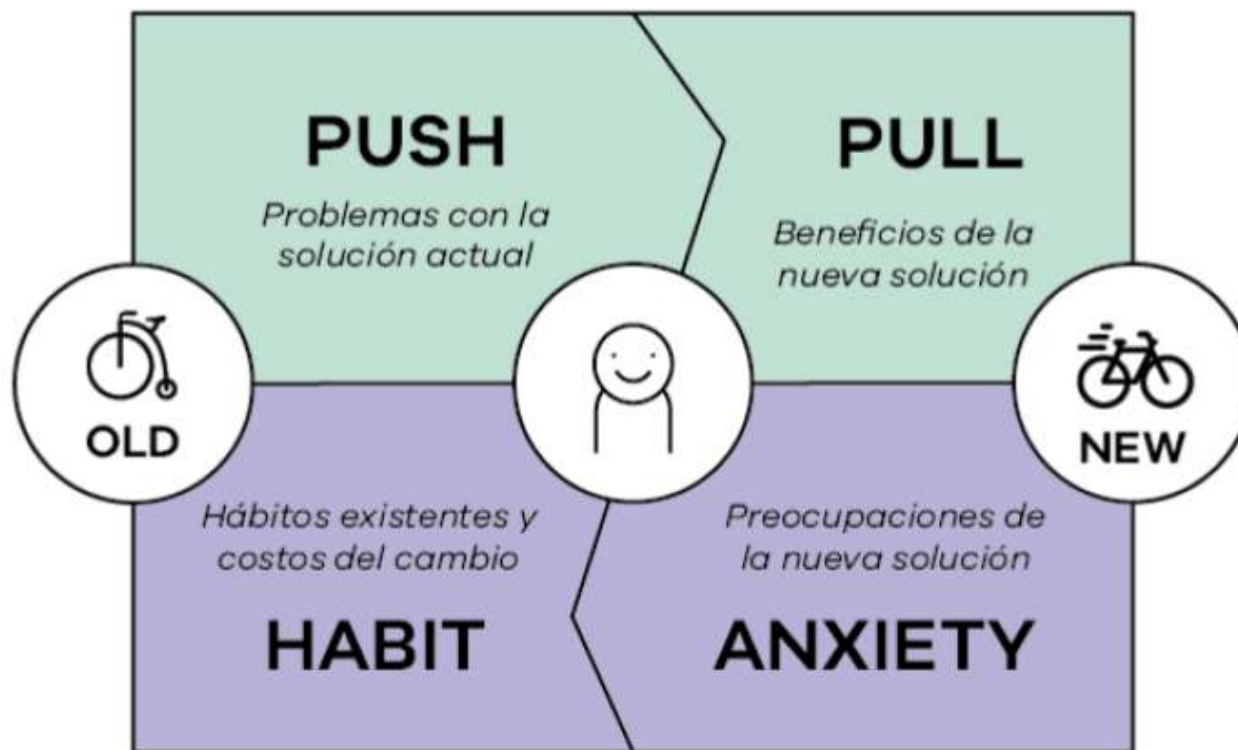 PUSH
Problemas con la
solución actual
PULL
Beneficios de la
nueva solución
OLD
NEW
Hábitos existentes y
costos del cambio
HABIT
Preocupaciones de
la nueva solución
ANXIETY